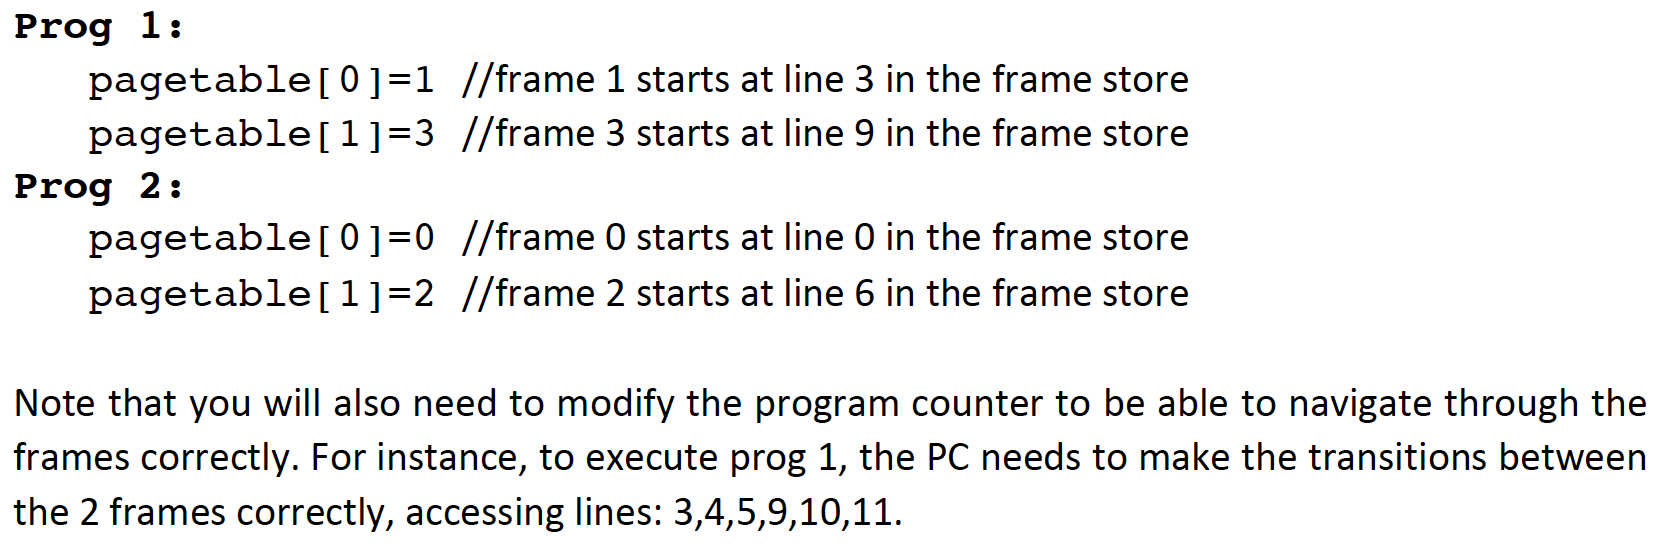 Prog 1:
pagetable[0]=1 //frame 1 starts at line 3 in the frame store
pagetable[1]=3 //frame 3 starts at line 9 in the frame store
Prog 2:
pagetable[0]=0 //frame 0 starts at line 0 in the frame store
pagetable[1]=2 //frame 2 starts at line 6 in the frame store
Note that you will also need to modify the program counter to be able to navigate through the
frames correctly. For instance, to execute prog 1, the PC needs to make the transitions between
the 2 frames correctly, accessing lines: 3,4,5,9,10,11.